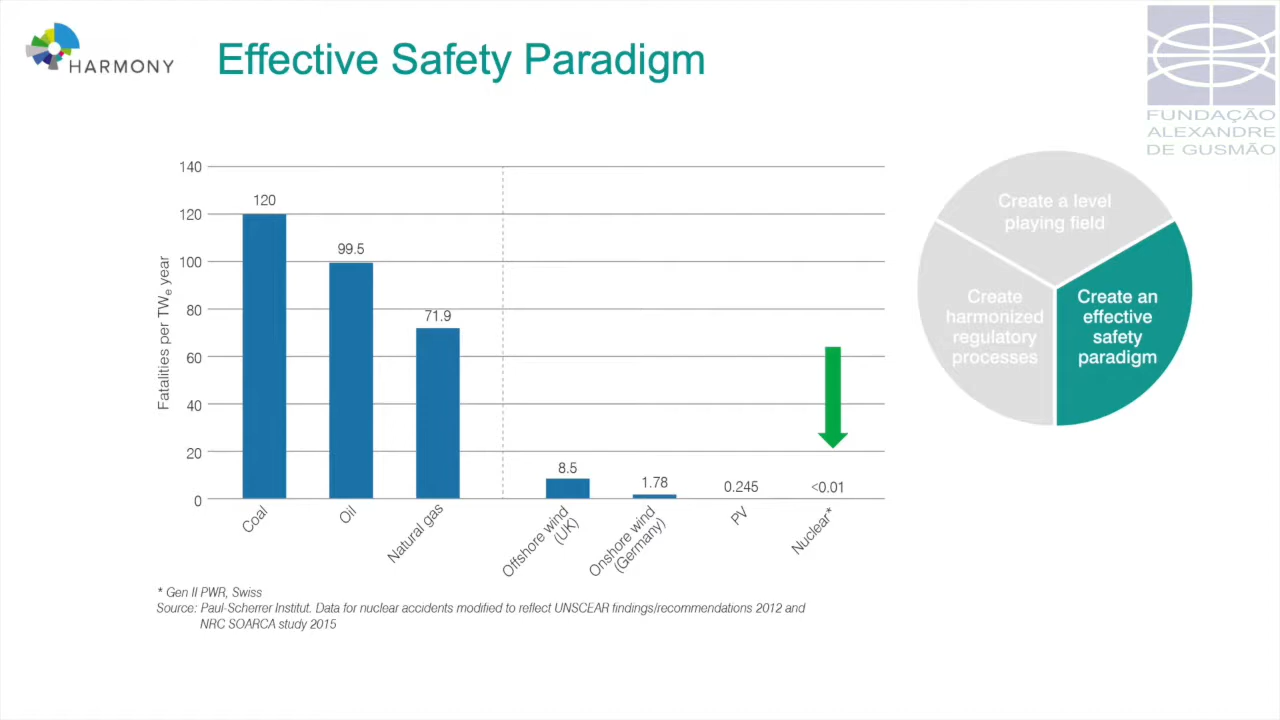 HARMONY
Effective Safety Paradigm
FUNDAÇÃO
ALEXANDRE
DE GUSMÃO
Fatalities per TWe year
140
120
100
80
60
40
20
0
120
99.5
71.9
8.5
1.78
0.245
<0.01
Coal
Oil
Natural gas
Offshore wind
(UK)
Onshore wind
(Germany)
PV
Nuclear*
* Gen II PWR, Swiss
Source: Paul-Scherrer Institut. Data for nuclear accidents modified to reflect UNSCEAR findings/recommendations 2012 and
NRC SOARCA study 2015
Create a level
playing field
Create
harmonized
regulatory
processes
Create an
effective
safety
paradigm